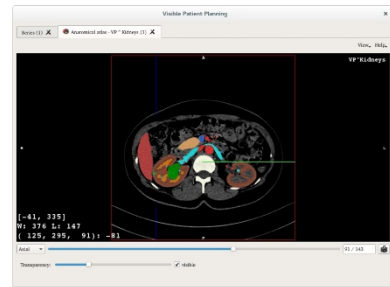 Visible Patient Planning
Series (1) ✗ Anatomical atlas - VP^Kidneys (1) ✗
View.. Help..
VP^Kidneys
[-41, 335]
W: 376 L: 147
( 125, 295, 91): -81
Axial 91 / 143
Transparency: visible